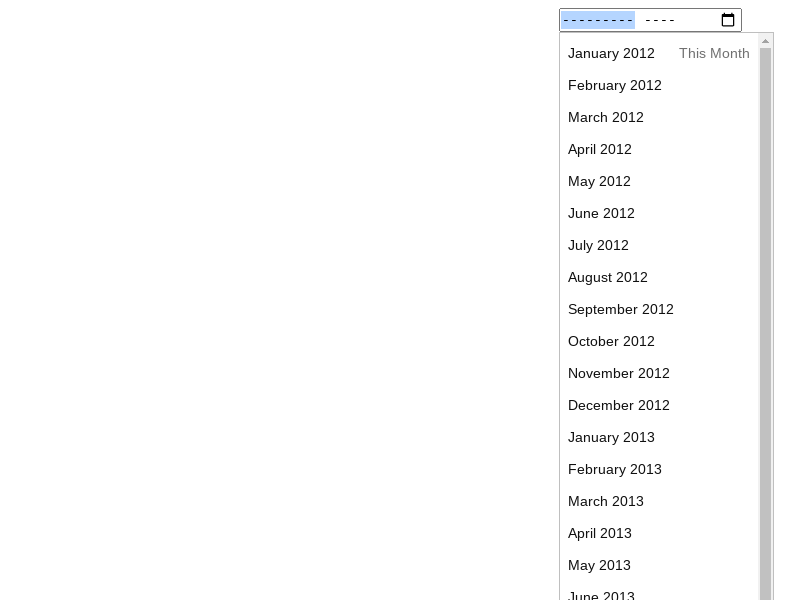 --------- ----
January 2012 This Month
February 2012
March 2012
April 2012
May 2012
June 2012
July 2012
August 2012
September 2012
October 2012
November 2012
December 2012
January 2013
February 2013
March 2013
April 2013
May 2013
June 2013